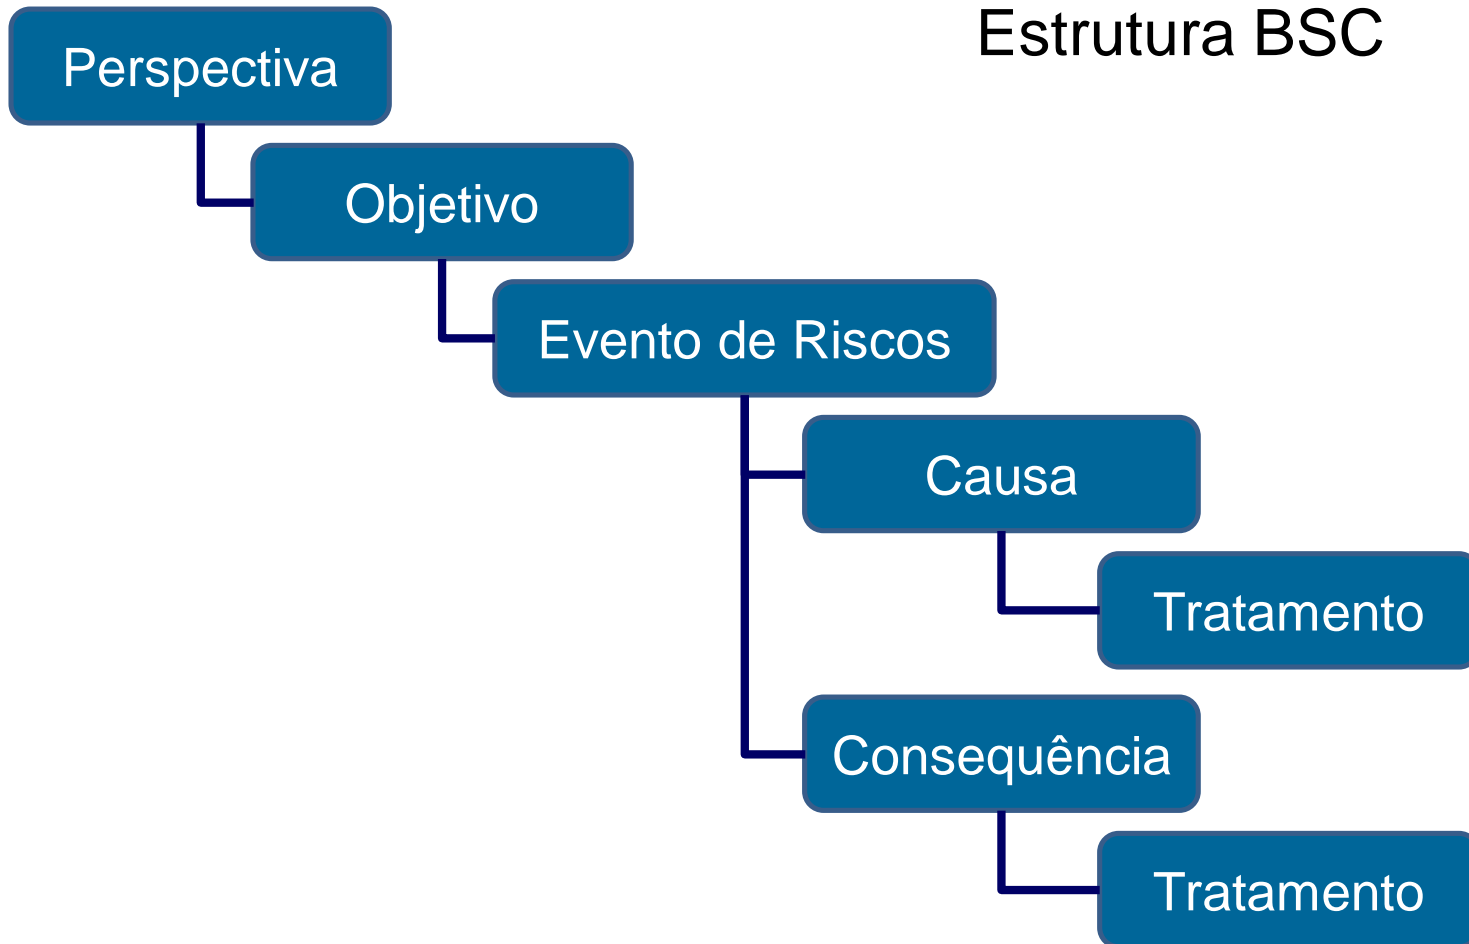 Estrutura BSC
Perspectiva
Objetivo
Evento de Riscos
Causa
Tratamento
Consequência
Tratamento